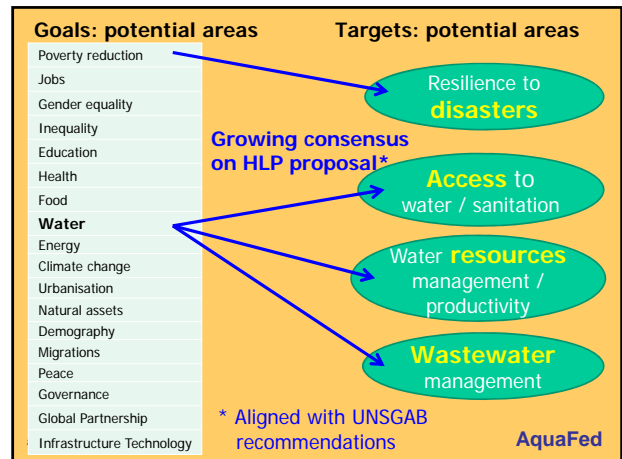 Goals: potential areas
Targets: potential areas
Poverty reduction
Jobs
Gender equality
Inequality
Education
Health
Food
Water
Energy
Climate change
Urbanisation
Natural assets
Demography
Migrations
Peace
Governance
Global Partnership
Infrastructure Technology
Growing consensus
on HLP proposal*
Resilience to
disasters
Access to
water / sanitation
Water resources
management /
productivity
Wastewater
management
* Aligned with UNSGAB
recommendations
AquaFed